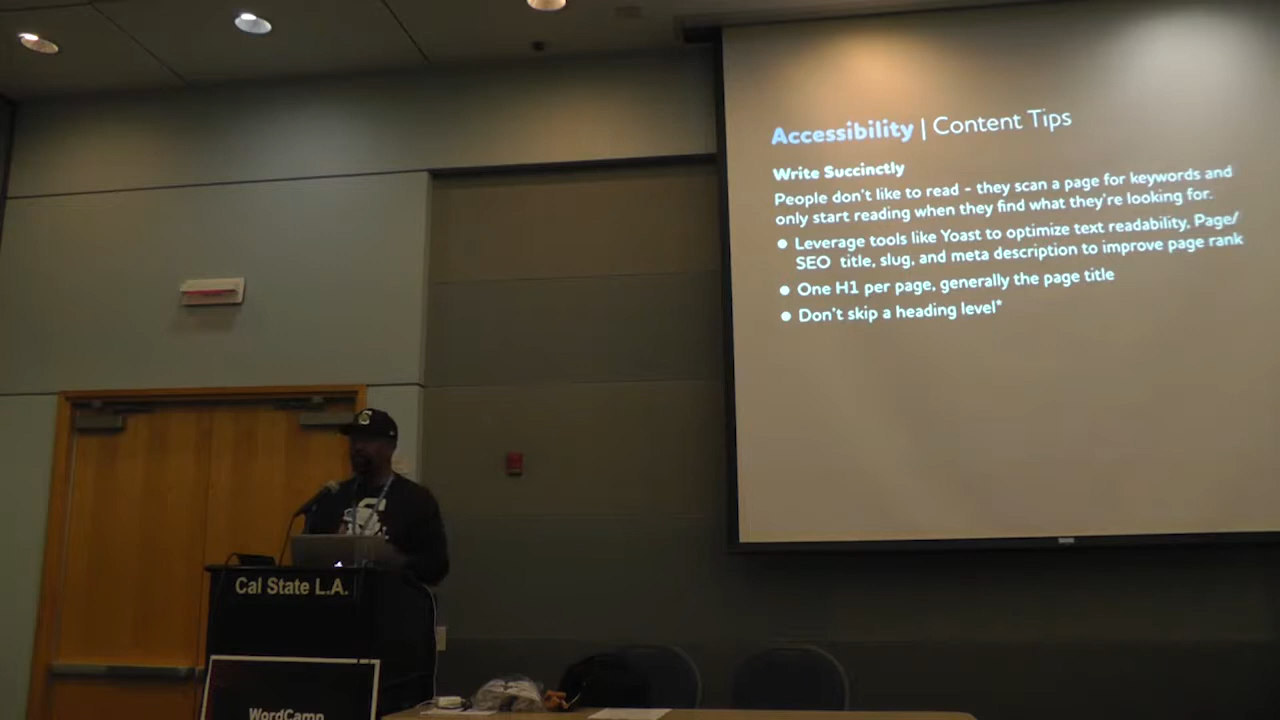 Accessibility | Content Tips
Write Succinctly
People don't like to read - they scan a page for keywords and
only start reading when they find what they're looking for.
● Leverage tools like Yoast to optimize text readability, Page/
SEO title, slug, and meta description to improve page rank
● One H1 per page, generally the page title
● Don't skip a heading level*
Cal State L.A.
WordCamp